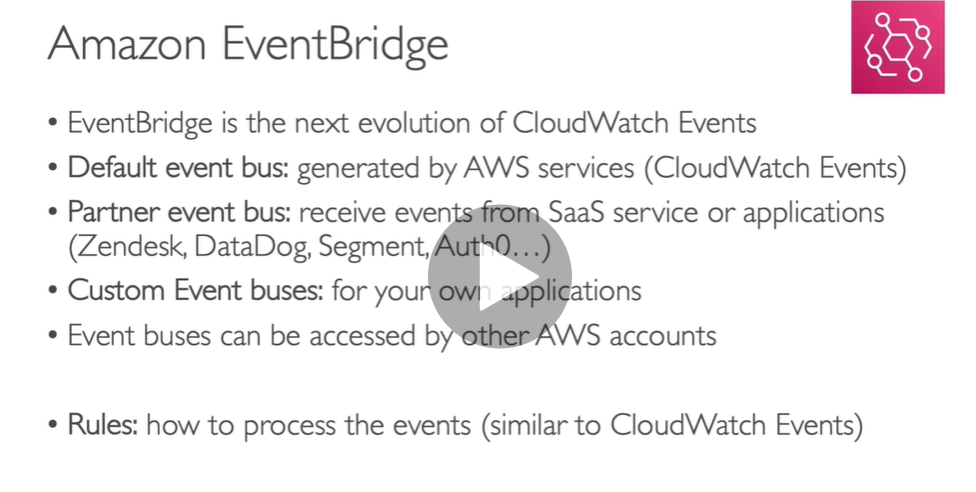 Amazon EventBridge
• EventBridge is the next evolution of CloudWatch Events
• Default event bus: generated by AWS services (CloudWatch Events)
• Partner event bus: receive events from SaaS service or applications
(Zendesk, DataDog, Segment, Auth0…)
• Custom Event buses: for your own applications
• Event buses can be accessed by other AWS accounts
• Rules: how to process the events (similar to CloudWatch Events)